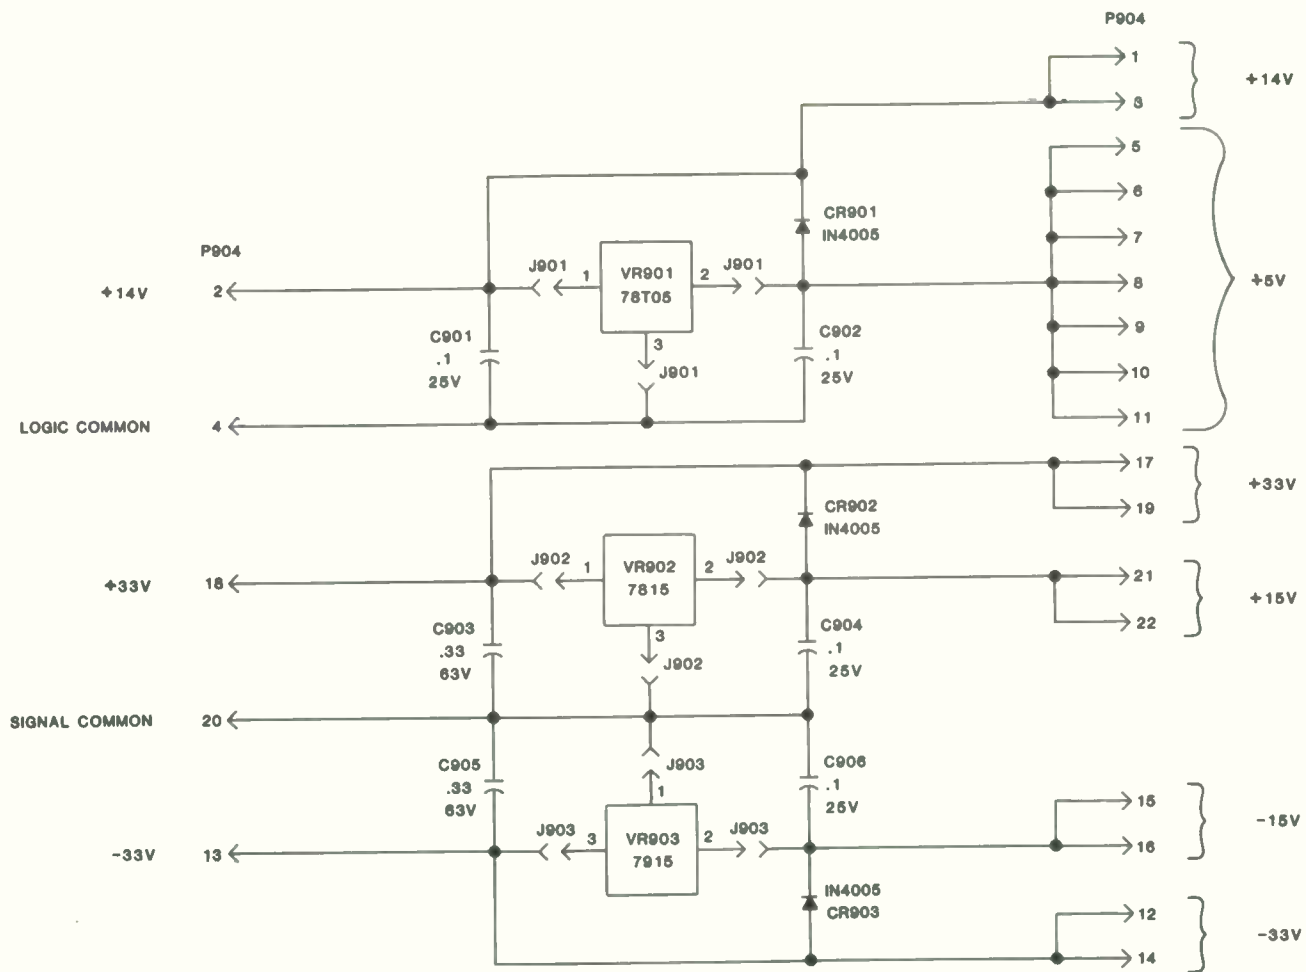 P904
1
3
+14V
5
6
7
8
9
10
11
+5V
CR901
IN4005
P904
+14V 2
J901
1
VR901
78T05
2
J901
3
J901
C901
.1
25V
C902
.1
25V
LOGIC COMMON 4
17
19
+33V
CR902
IN4005
+33V 18
J902
1
VR902
7815
2
J902
3
J902
21
22
+15V
C903
.33
63V
C904
.1
25V
SIGNAL COMMON 20
C905
.33
63V
J903
1
C906
.1
25V
-33V 13
J903
3
VR903
7915
2
J903
15
16
-15V
IN4005
CR903
12
14
-33V